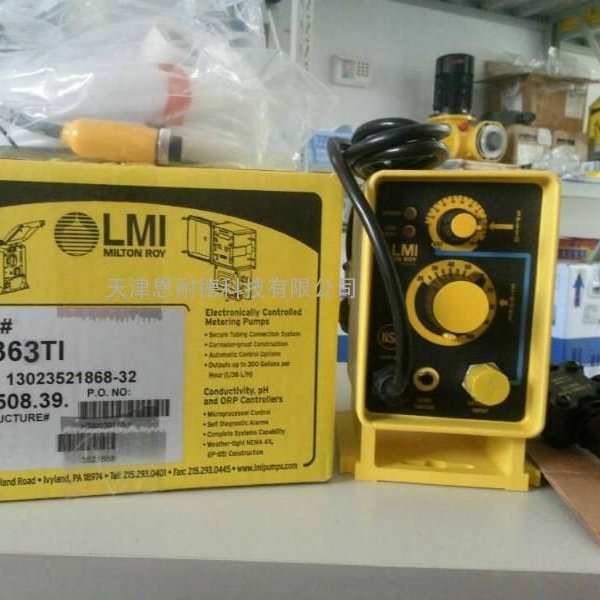 LMI
MILTON ROY
天津恩耐德科技有限公司
#
363TI
13023521868-32
P.O. NO:
508.39.
UCTURE#
Electronically Controlled
Metering Pumps
• Secure Tubing Connection System
• Corrosion-proof Construction
• Automatic Control Options
• Outputs up to 300 Gallons per
Hour (1,136 L/H)
Conductivity, pH
and ORP Controllers
• Microprocessor Control
• Self Diagnostic Alarms
• Complete Systems Capability
• Weather-tight NEMA 4X,
(IP-65) Construction
land Road • Ivyland, PA 18974 • Tel: 215.293.0401 • Fax: 215.293.0445 • www.lmipumps.com
LMI
MILTON ROY
NSF
INPUT